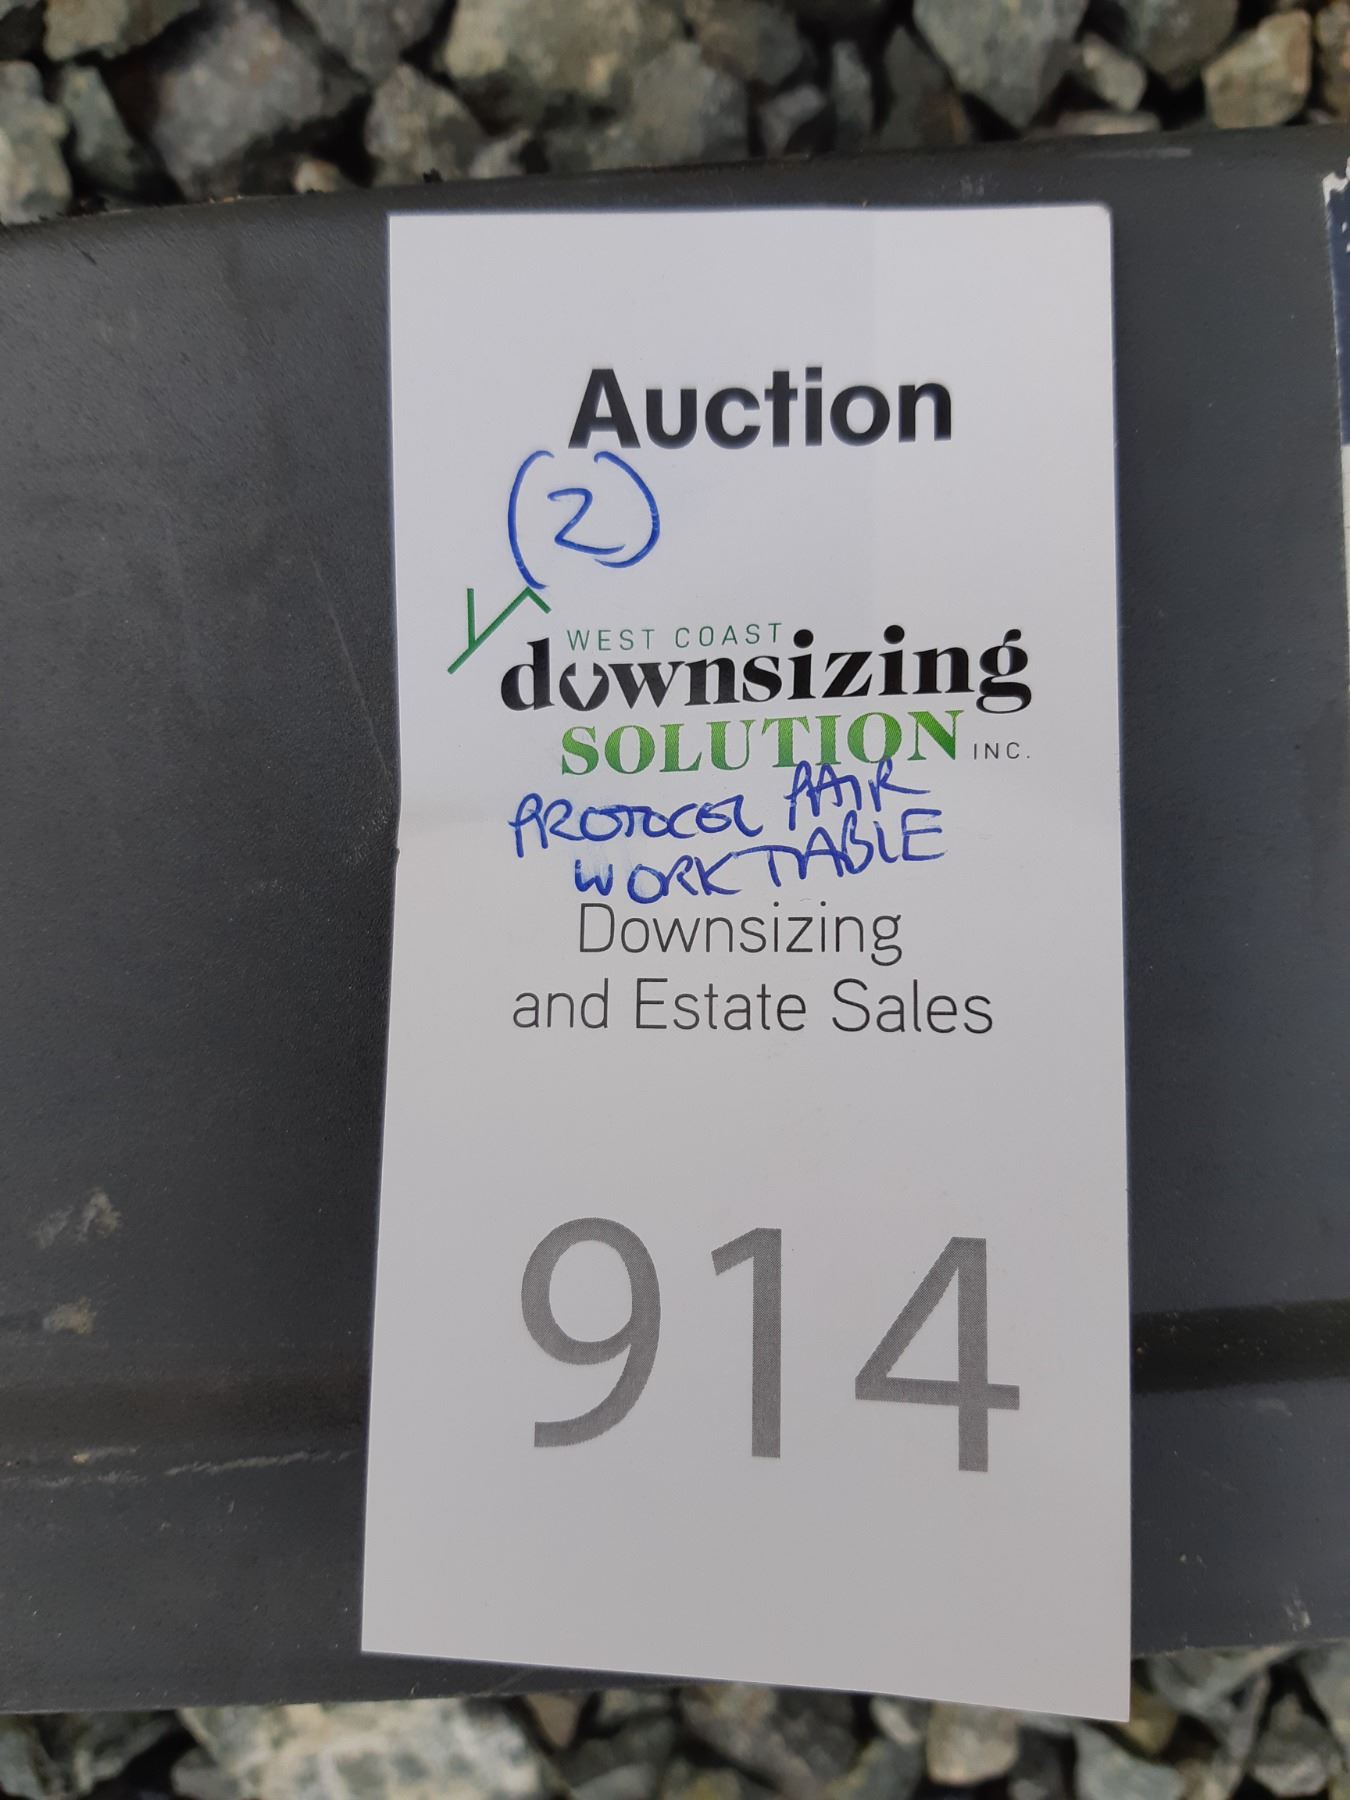 Auction
(2)
WEST COAST
downsizing
SOLUTION INC.
PROTOCOL PAIR
WORKTABLE
Downsizing
and Estate Sales
914